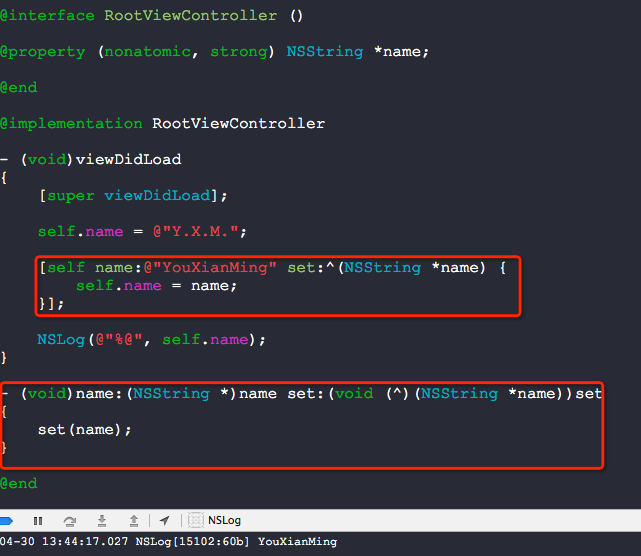 @interface RootViewController ()
@property (nonatomic, strong) NSString *name;
@end
@implementation RootViewController
- (void)viewDidLoad
{
[super viewDidLoad];
self.name = @"Y.X.M.";
[self name:@"YouXianMing" set:^(NSString *name) {
self.name = name;
}];
NSLog(@"%@", self.name);
}
- (void)name:(NSString *)name set:(void (^)(NSString *name))set
{
set(name);
}
@end
NSLog
04-30 13:44:17.027 NSLog[15102:60b] YouXianMing